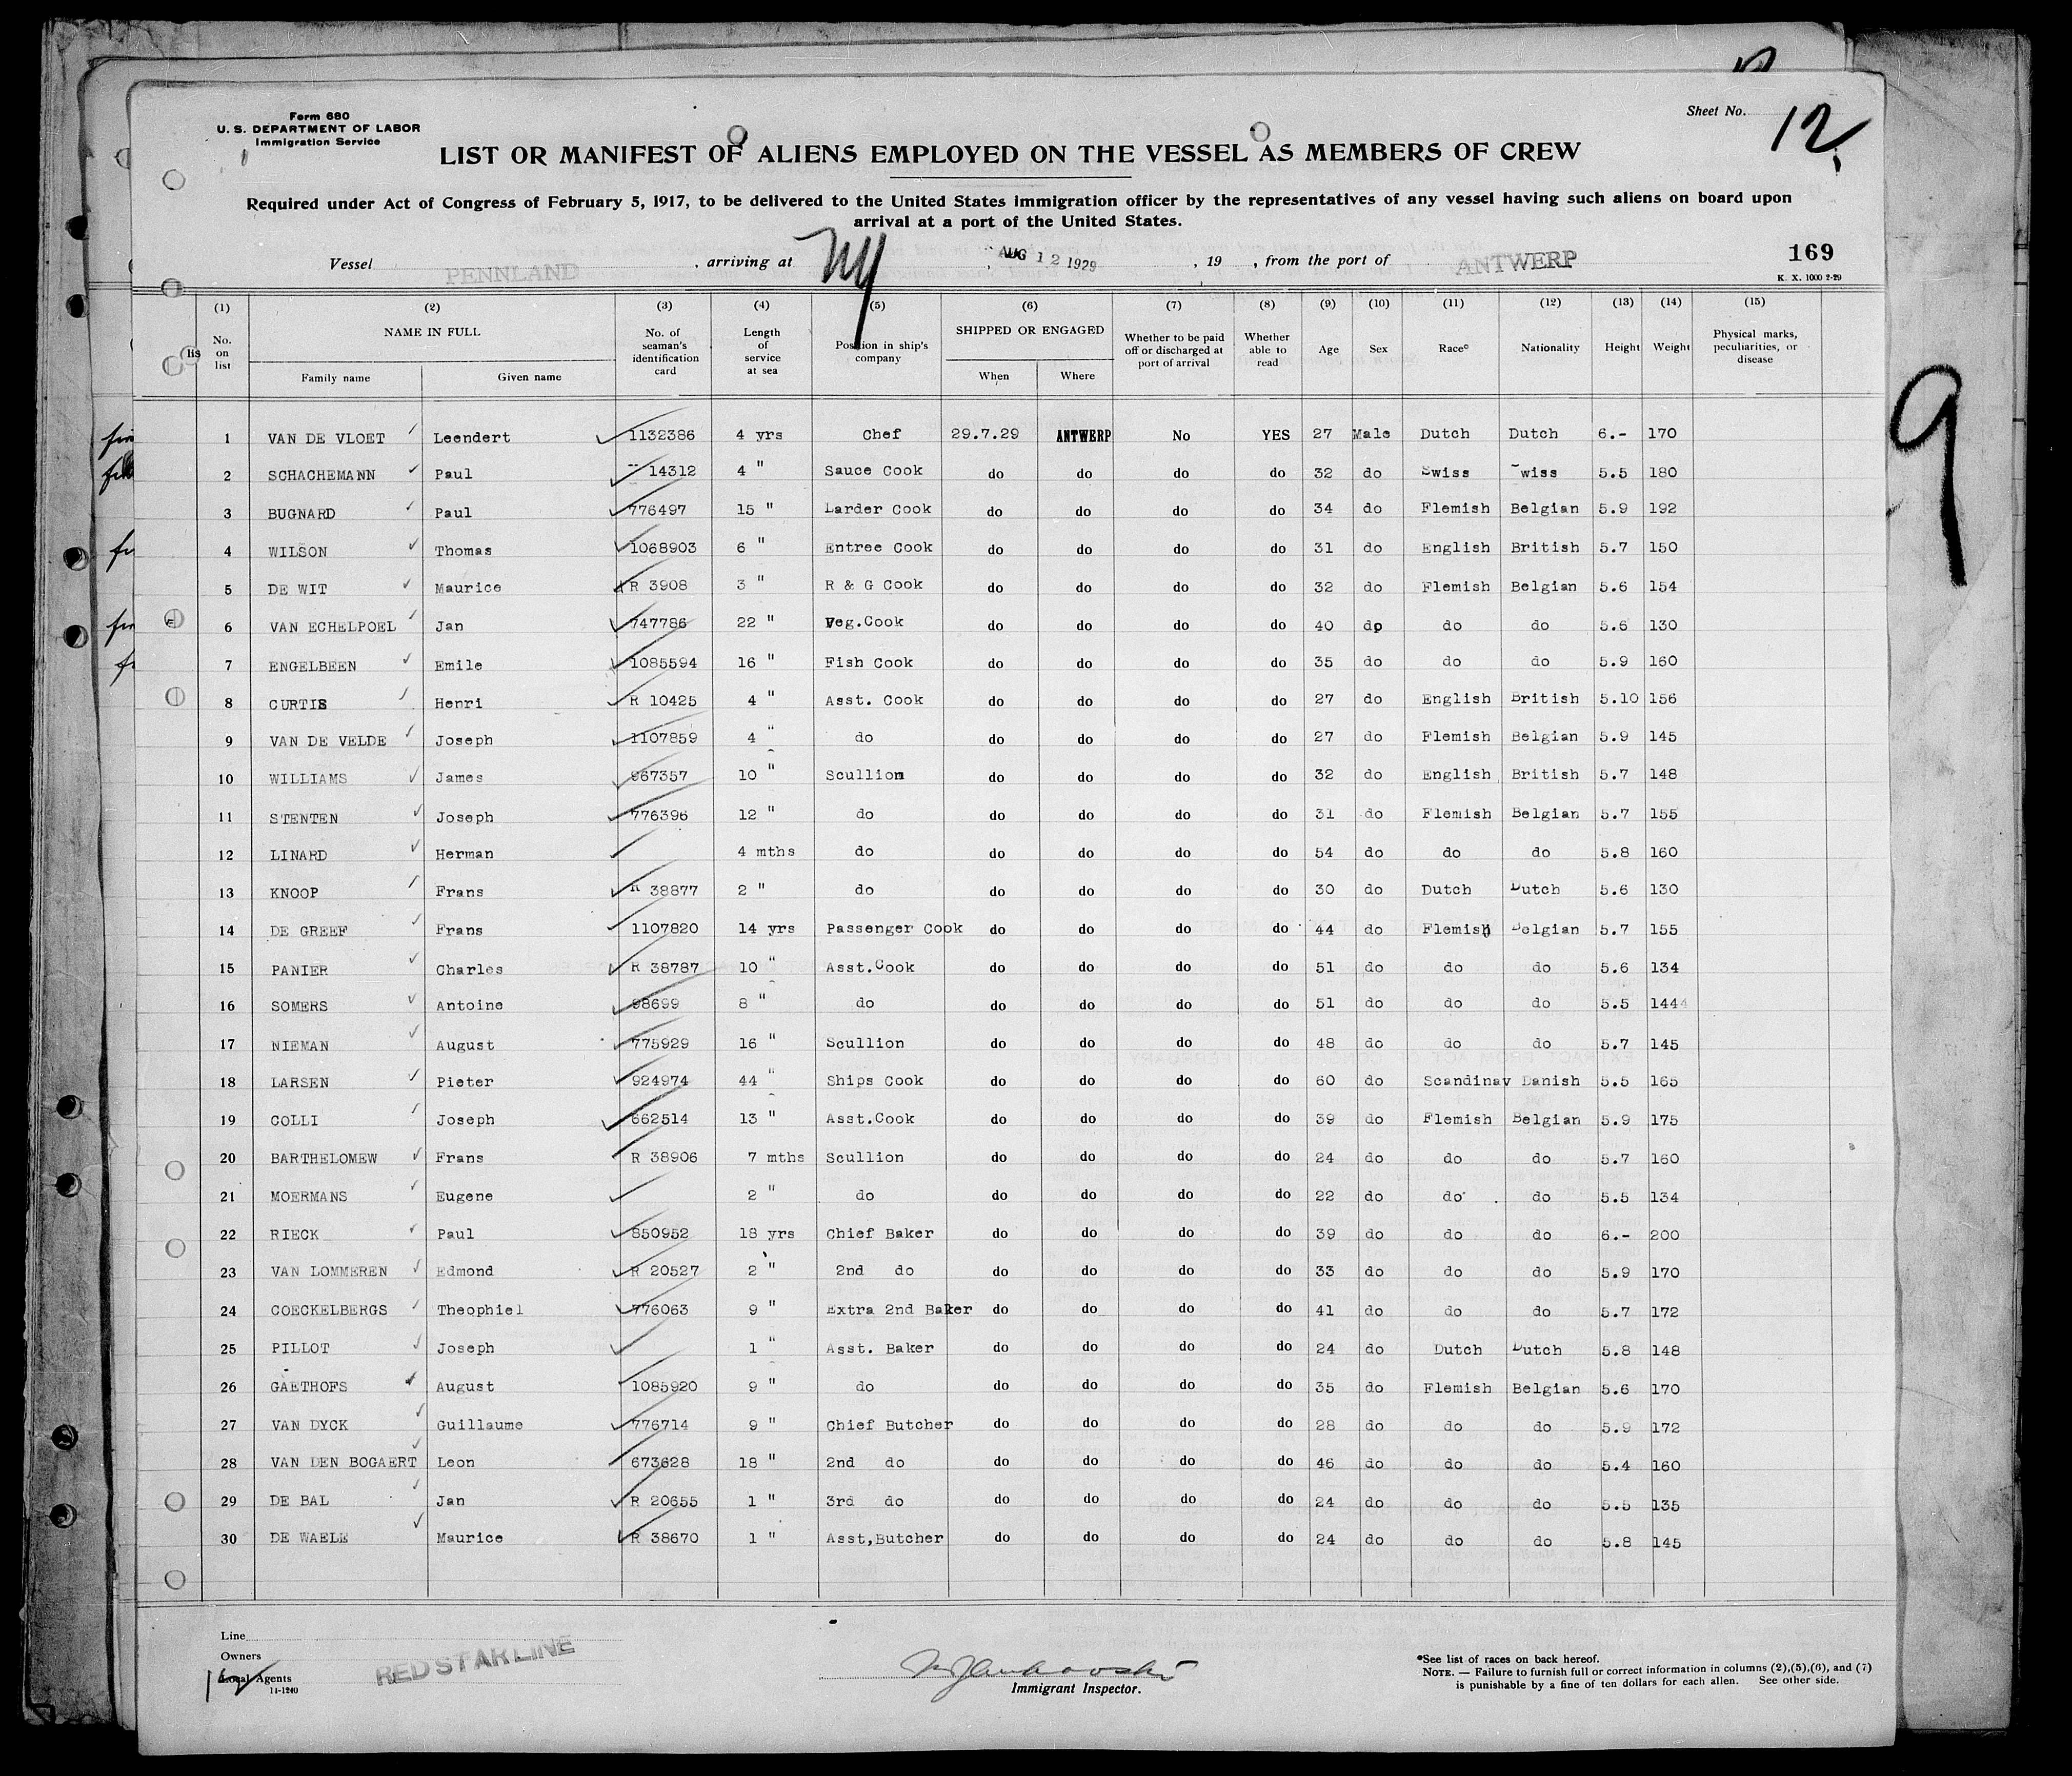 Form 680
U. S. DEPARTMENT OF LABOR
Immigration Service
Sheet No. 12
LIST OR MANIFEST OF ALIENS EMPLOYED ON THE VESSEL AS MEMBERS OF CREW
Required under Act of Congress of February 5, 1917, to be delivered to the United States immigration officer by the representatives of any vessel having such aliens on board upon
arrival at a port of the United States.
Vessel PENNLAND, arriving at NY, AUG 12 1929, 19 , from the port of ANTWERP 169
K. X. 1000 2-29
(1) (2) (3) (4) (5) (6) (7) (8) (9) (10) (11) (12) (13) (14) (15)
No. on list NAME IN FULL Family name Given name No. of seaman's identification card Length of service at sea Position in ship's company SHIPPED OR ENGAGED When Where Whether to be paid off or discharged at port of arrival Whether able to read Age Sex Race* Nationality Height Weight Physical marks, peculiarities, or disease
lis
1 VAN DE VLOET Leendert 1132386 4 yrs Chef 29.7.29 ANTWERP No YES 27 Male Dutch Dutch 6.- 170
2 SCHACHEMANN Paul 14312 4 " Sauce Cook do do do do 32 do Swiss wiss 5.5 180
3 BUGNARD Paul 776497 15 " Larder Cook do do do do 34 do Flemish Belgian 5.9 192
4 WILSON Thomas 1068903 6 " Entree Cook do do do do 31 do English British 5.7 150
5 DE WIT Maurice R 3908 3 " R & G Cook do do do do 32 do Flemish Belgian 5.6 154
6 VAN ECHELPOEL Jan 747786 22 " Veg.Cook do do do do 40 do do do 5.6 130
7 ENGELBEEN Emile 1085594 16 " Fish Cook do do do do 35 do do do 5.9 160
8 CURTIS Henri R 10425 4 " Asst. Cook do do do do 27 do English British 5.10 156
9 VAN DE VELDE Joseph 1107859 4 " do do do do do 27 do Flemish Belgian 5.9 145
10 WILLIAMS James 967357 10 " Scullion do do do do 32 do English British 5.7 148
11 STENTEN Joseph 776396 12 " do do do do do 31 do Flemish Belgian 5.7 155
12 LINARD Herman 4 mths do do do do do 54 do do do 5.8 160
13 KNOOP Frans R 38877 2 " do do do do do 30 do Dutch Dutch 5.6 130
14 DE GREEF Frans 1107820 14 yrs Passenger Cook do do do do 44 do Flemish Belgian 5.7 155
15 PANIER Charles R 38787 10 " Asst.Cook do do do do 51 do do do 5.6 134
16 SOMERS Antoine 98699 8 " do do do do do 51 do do do 5.5 1444
17 NIEMAN August 775929 16 " Scullion do do do do 48 do do do 5.7 145
18 LARSEN Pieter 924974 44 " Ships Cook do do do do 60 do Scandinav Danish 5.5 165
19 COLLI Joseph 662514 13 " Asst.Cook do do do do 39 do Flemish Belgian 5.9 175
20 BARTHELOMEW Frans R 38906 7 mths Scullion do do do do 24 do do do 5.7 160
21 MOERMANS Eugene 2 " do do do do do 22 do do do 5.5 134
22 RIECK Paul 850952 18 yrs Chief Baker do do do do 39 do do do 6.- 200
23 VAN LOMMEREN Edmond R 20527 2 " 2nd do do do do do 33 do do do 5.9 170
24 COECKELBERGS Theophiel 776063 9 " Extra 2nd Baker do do do do 41 do do do 5.7 172
25 PILLOT Joseph 1 " Asst. Baker do do do do 24 do Dutch Dutch 5.8 148
26 GAETHOFS August 1085920 9 " do do do do do 35 do Flemish Belgian 5.6 170
27 VAN DYCK Guillaume 776714 9 " Chief Butcher do do do do 28 do do do 5.9 172
28 VAN DEN BOGAERT Leon 673628 18 " 2nd do do do do do 46 do do do 5.4 160
29 DE BAL Jan R 20655 1 " 3rd do do do do do 24 do do do 5.5 135
30 DE WAELE Maurice R 38670 1 " Asst,Butcher do do do do 24 do do do 5.8 145
9
Line
Owners RED STAR LINE
Local Agents
14-1240
Immigrant Inspector.
*See list of races on back hereof.
NOTE. — Failure to furnish full or correct information in columns (2),(5),(6), and (7)
is punishable by a fine of ten dollars for each alien. See other side.